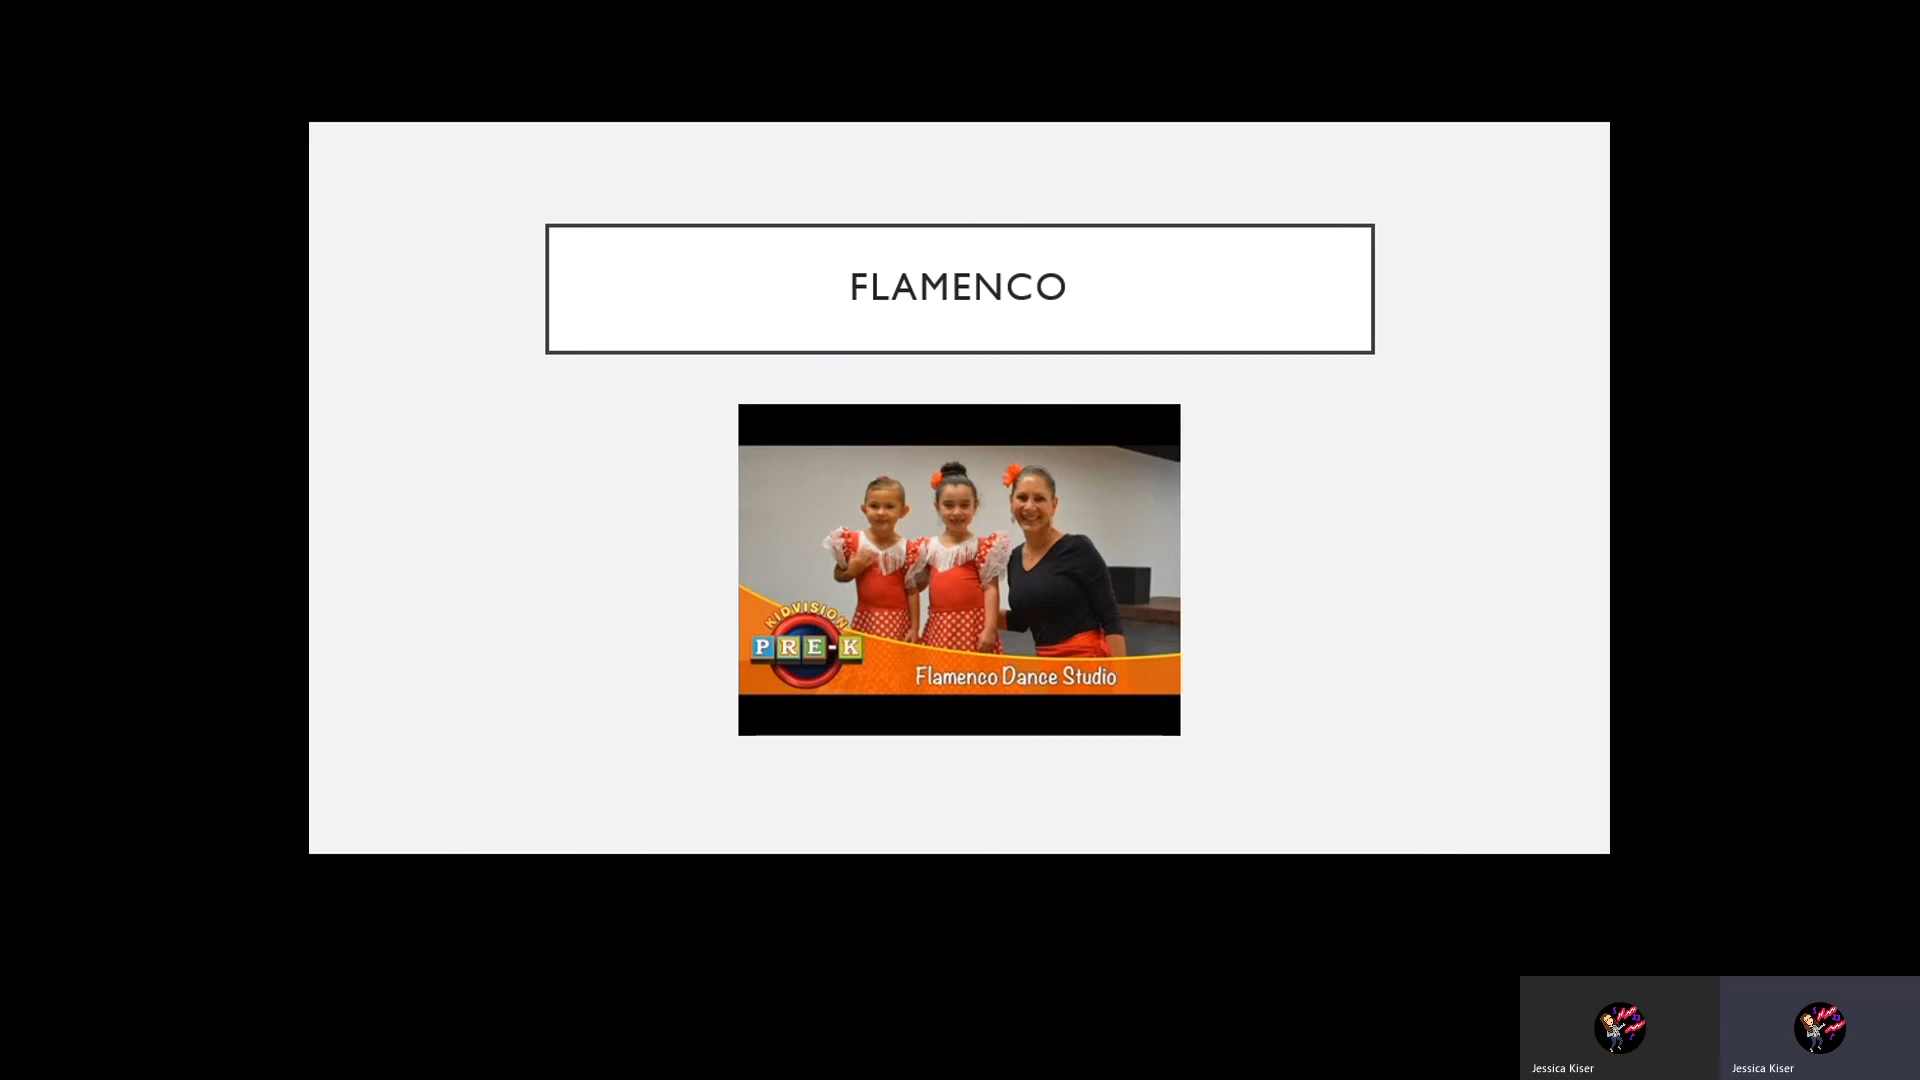 FLAMENCO
KIDVISION
PRE-K
Flamenco Dance Studio
Jessica Kiser
Jessica Kiser